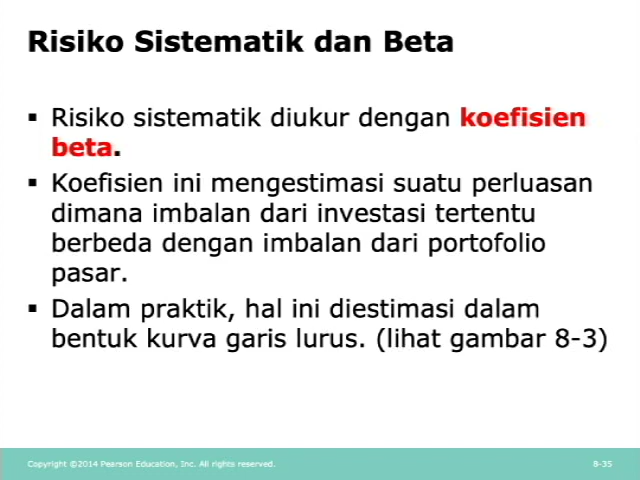 Risiko Sistematik dan Beta
▪ Risiko sistematik diukur dengan koefisien
beta.
▪ Koefisien ini mengestimasi suatu perluasan
dimana imbalan dari investasi tertentu
berbeda dengan imbalan dari portofolio
pasar.
▪ Dalam praktik, hal ini diestimasi dalam
bentuk kurva garis lurus. (lihat gambar 8-3)
Copyright ©2014 Pearson Education, Inc. All rights reserved.
8-35